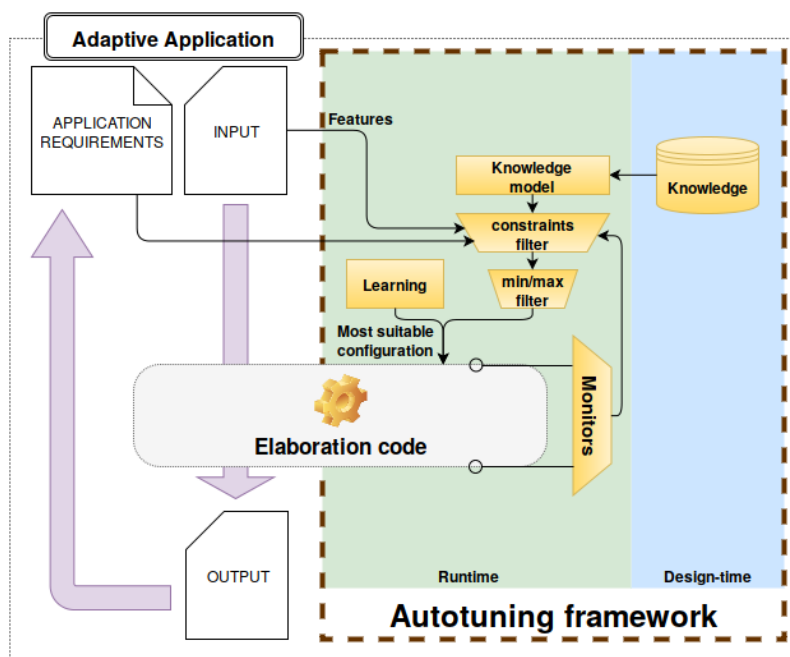 Adaptive Application
APPLICATION
REQUIREMENTS
INPUT
Features
Knowledge
model
Knowledge
constraints
filter
Learning
min/max
filter
Most suitable
configuration
Monitors
Elaboration code
OUTPUT
Runtime
Design-time
Autotuning framework